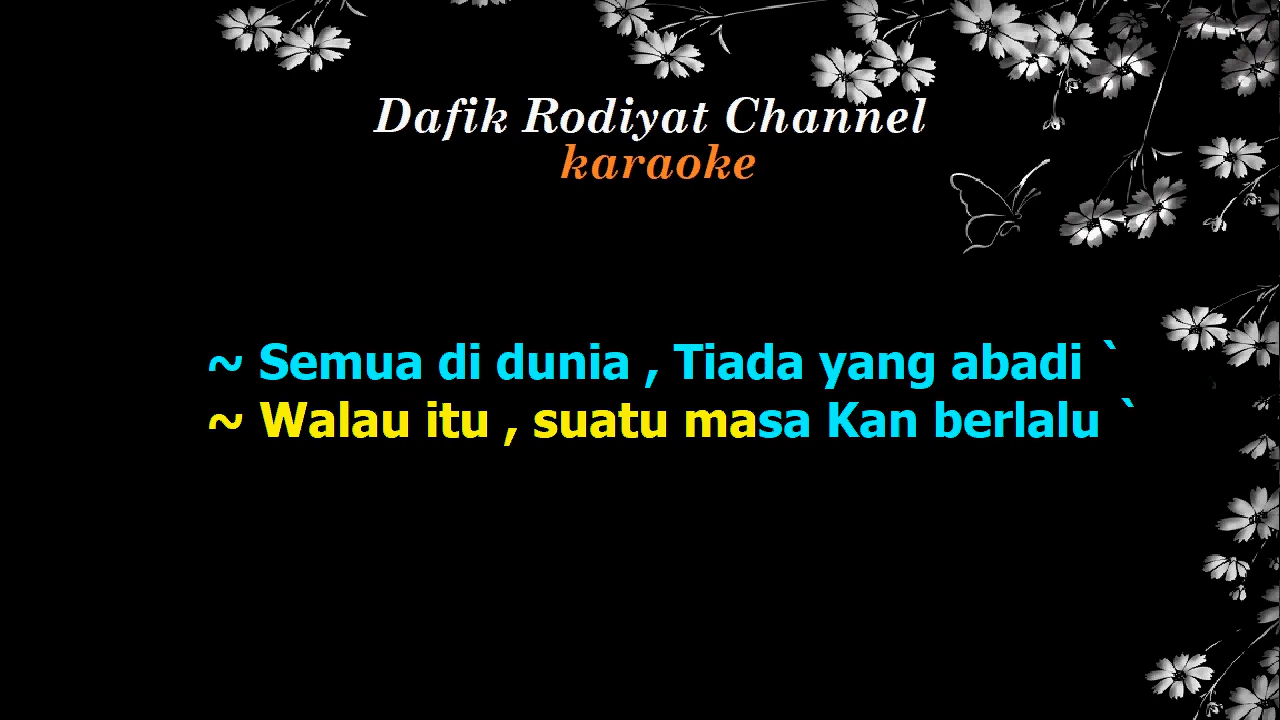 Dafik Rodiyat Channel
karaoke
~ Semua di dunia , Tiada yang abadi `
~ Walau itu , suatu masa Kan berlalu `